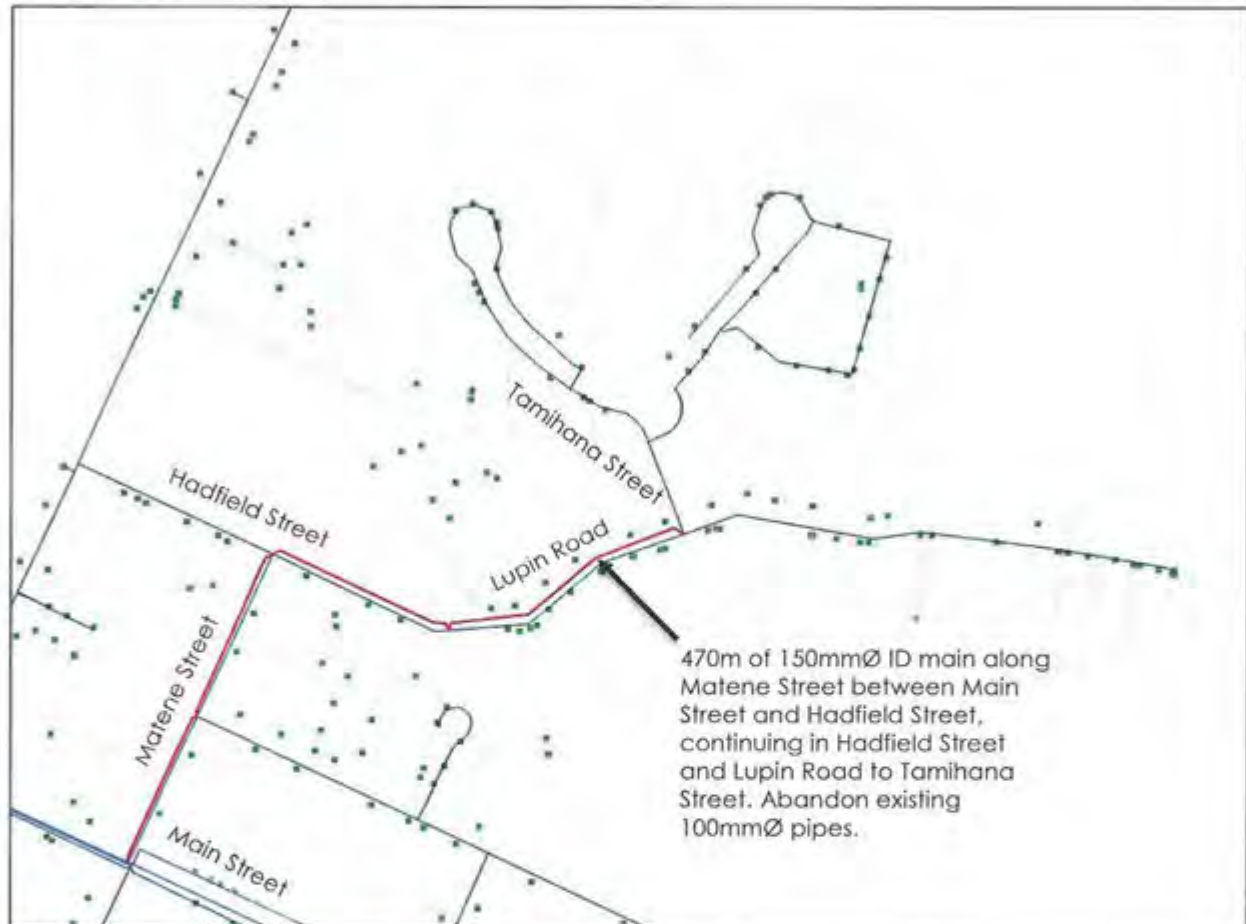 Tamihana Street
Hadfield Street
Lupin Road
Matene Street
Main Street
470m of 150mmØ ID main along
Matene Street between Main
Street and Hadfield Street,
continuing in Hadfield Street
and Lupin Road to Tamihana
Street. Abandon existing
100mmØ pipes.